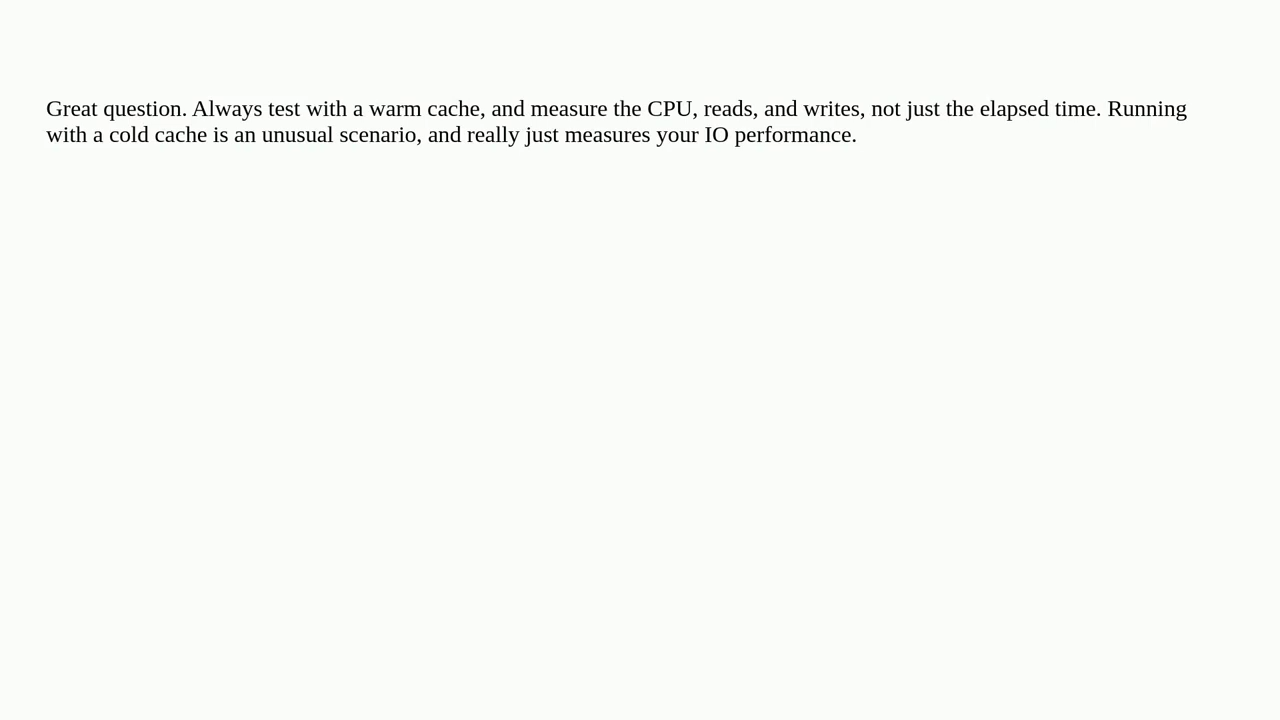 Great question. Always test with a warm cache, and measure the CPU, reads, and writes, not just the elapsed time. Running
with a cold cache is an unusual scenario, and really just measures your IO performance.